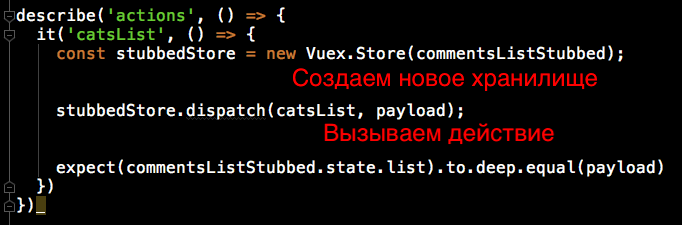 describe('actions', () => {
it('catsList', () => {
const stubbedStore = new Vuex.Store(commentsListStubbed);
Создаем новое хранилище
stubbedStore.dispatch(catsList, payload);
Вызываем действие
expect(commentsListStubbed.state.list).to.deep.equal(payload)
})
})